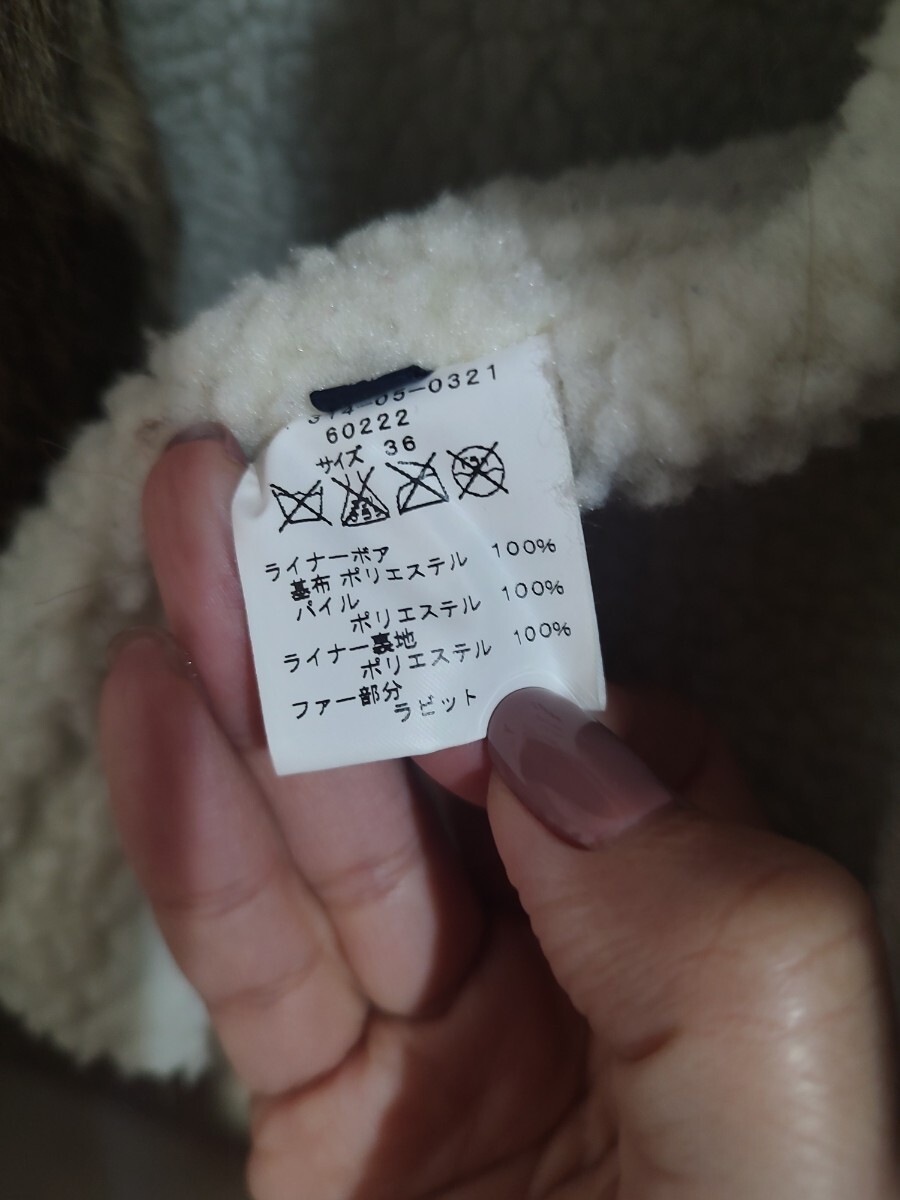 -05-0321
60222
サイズ 36
ライナーボア
基布 ポリエステル 100%
パイル
ポリエステル 100%
ライナー裏地
ポリエステル 100%
ファー部分
ラビット